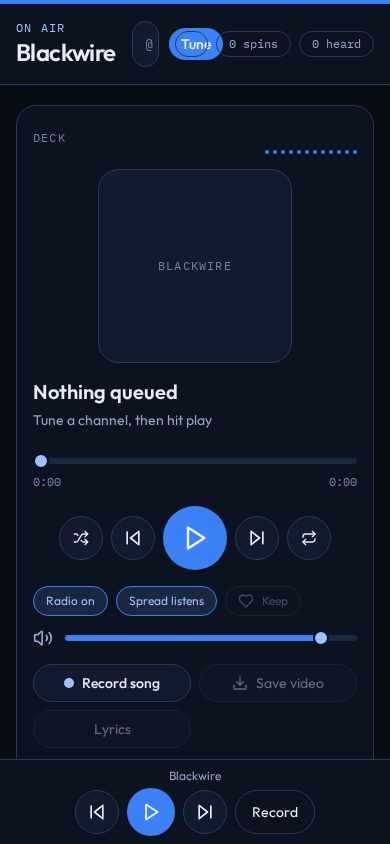 ON AIR
Blackwire
@
Tune
0 spins
0 heard
DECK
BLACKWIRE
Nothing queued
Tune a channel, then hit play
0:00
0:00
Radio on
Spread listens
Keep
Record song
Save video
Lyrics
Blackwire
Record